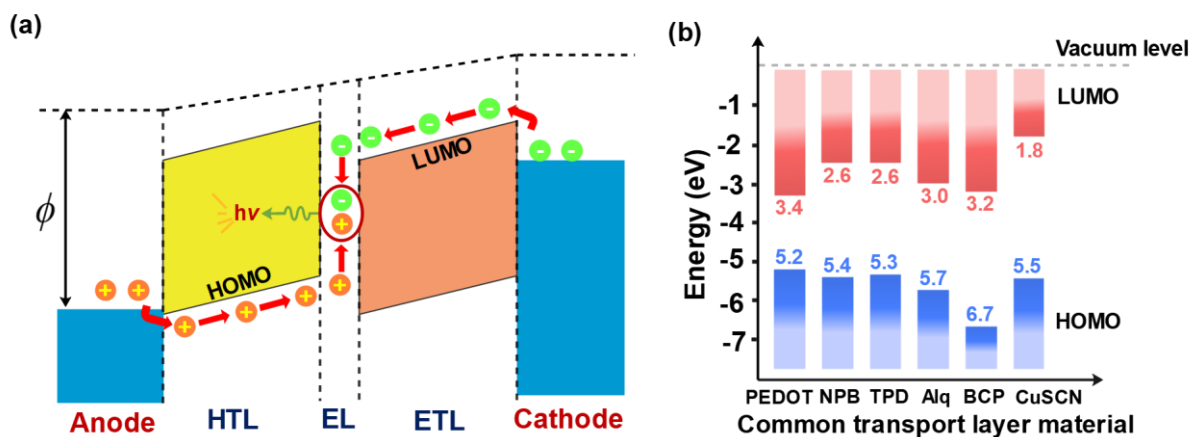 (a)
ϕ
hν
HOMO
LUMO
Anode HTL EL ETL Cathode
(b)
Energy (eV)
Vacuum level
LUMO
HOMO
-1
-2
-3
-4
-5
-6
-7
3.4 2.6 2.6 3.0 3.2 1.8
5.2 5.4 5.3 5.7 6.7 5.5
PEDOT NPB TPD Alq BCP CuSCN
Common transport layer material